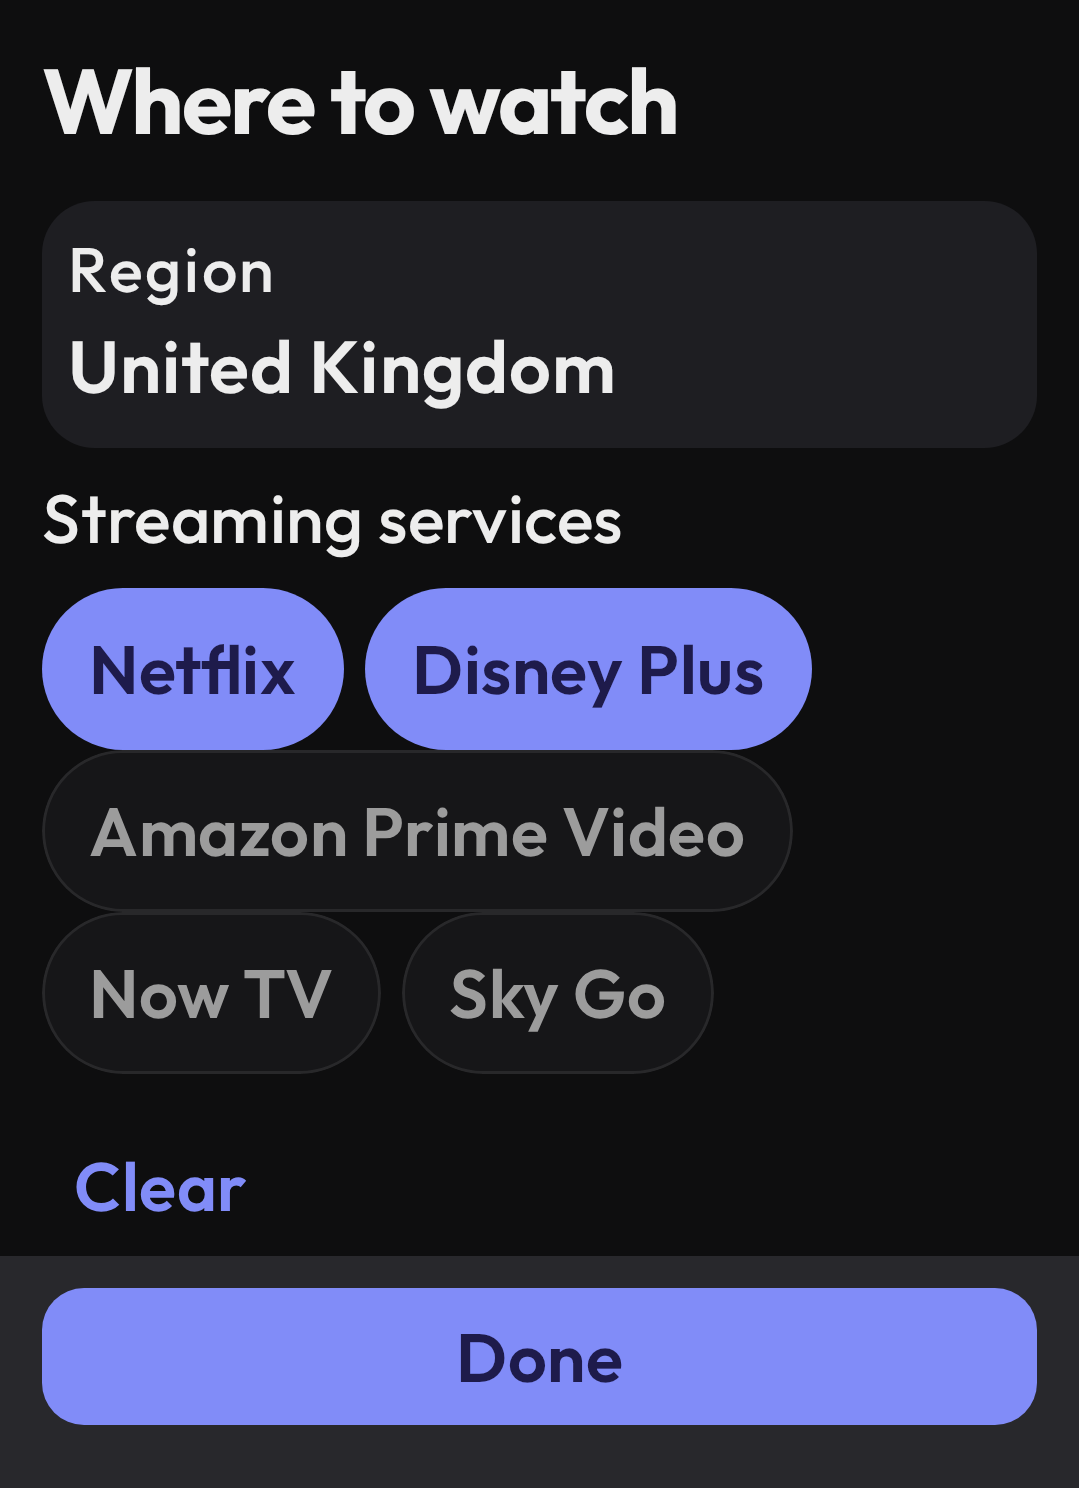 Where to watch
Region
United Kingdom
Streaming services
Netflix Disney Plus
Amazon Prime Video
Now TV Sky Go
Clear
Done